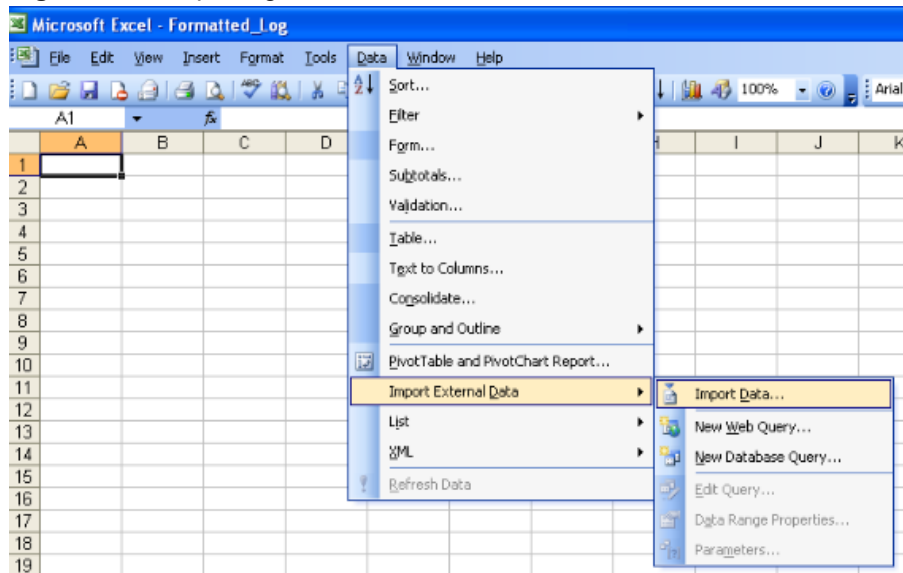 Microsoft Excel - Formatted_Log
File Edit View Insert Format Tools Data Window Help
100% Arial
A1 fx
A B C D H I J K
1
2
3
4
5
6
7
8
9
10
11
12
13
14
15
16
17
18
19
Sort...
Filter
Form...
Subtotals...
Validation...
Table...
Text to Columns...
Consolidate...
Group and Outline
PivotTable and PivotChart Report...
Import External Data
List
XML
Refresh Data
Import Data...
New Web Query...
New Database Query...
Edit Query...
Data Range Properties...
Parameters...